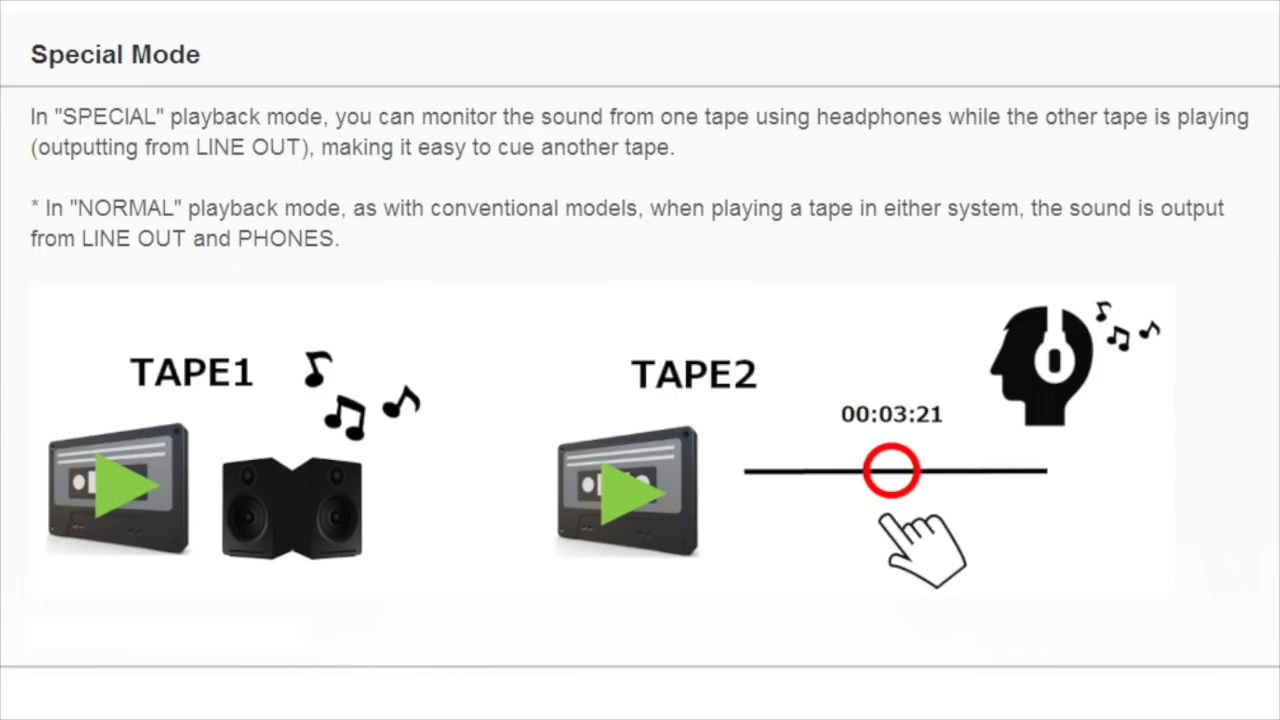 Special Mode
In "SPECIAL" playback mode, you can monitor the sound from one tape using headphones while the other tape is playing
(outputting from LINE OUT), making it easy to cue another tape.
* In "NORMAL" playback mode, as with conventional models, when playing a tape in either system, the sound is output
from LINE OUT and PHONES.
TAPE1
TAPE2
00:03:21